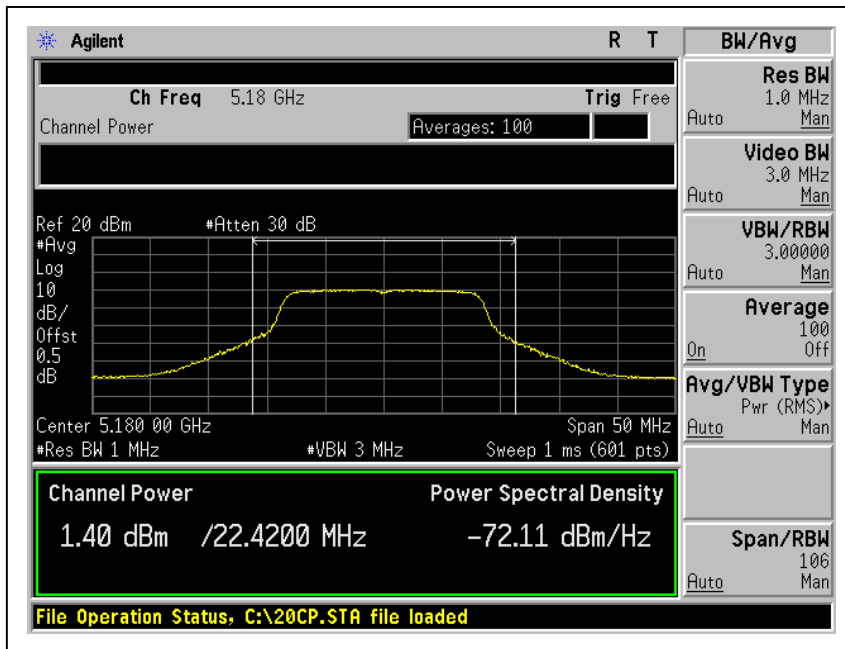 Agilent R T
Ch Freq 5.18 GHz Trig Free
Channel Power Averages: 100
Ref 20 dBm #Atten 30 dB
#Avg
Log
10
dB/
Offst
0.5
dB
Center 5.180 00 GHz Span 50 MHz
#Res BW 1 MHz #VBW 3 MHz Sweep 1 ms (601 pts)
Channel Power Power Spectral Density
1.40 dBm /22.4200 MHz -72.11 dBm/Hz
File Operation Status, C:\20CP.STA file loaded
BW/Avg
Res BW
1.0 MHz
Auto Man
Video BW
3.0 MHz
Auto Man
VBW/RBW
3.00000
Auto Man
Average
100
On Off
Avg/VBW Type
Pwr (RMS)▸
Auto Man
Span/RBW
106
Auto Man